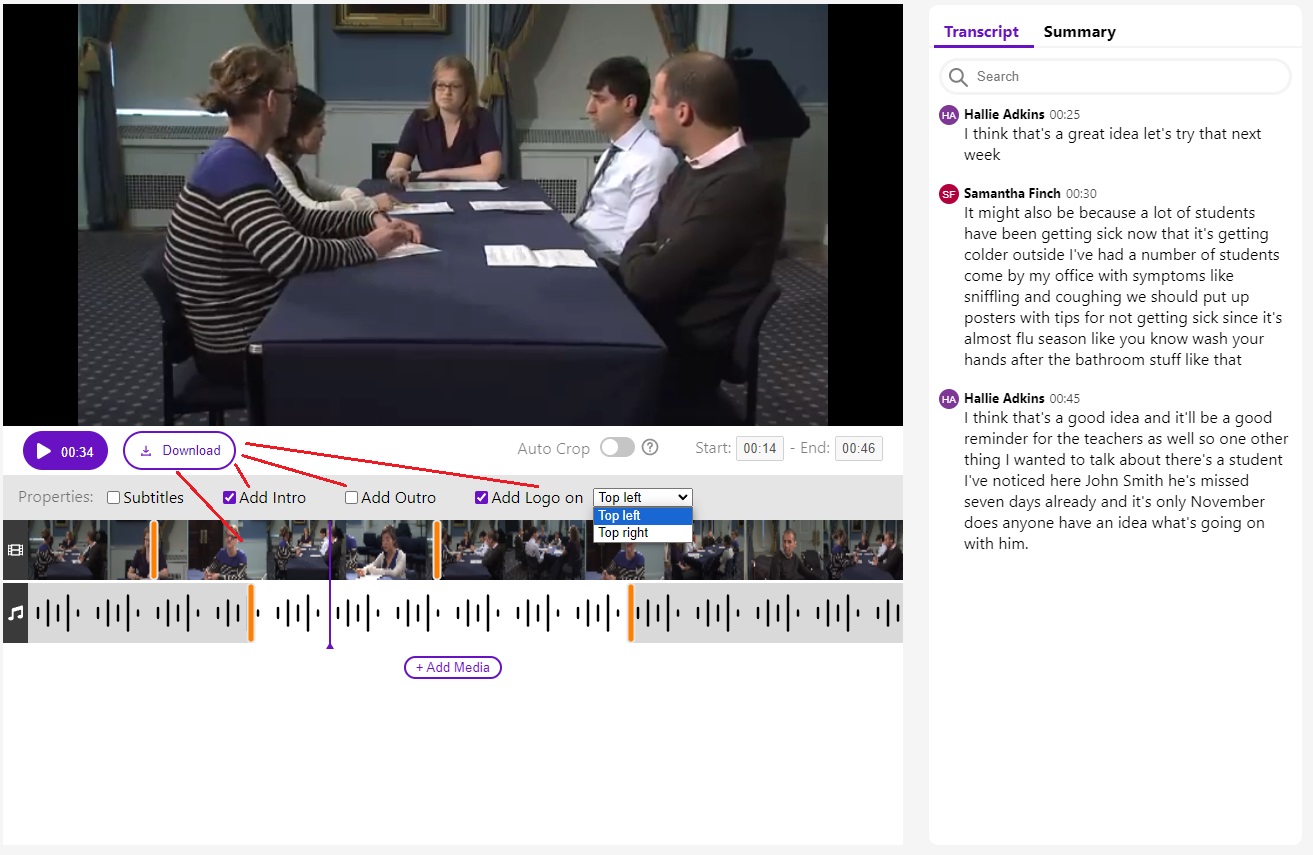 Transcript Summary
Search
HA Hallie Adkins 00:25
I think that's a great idea let's try that next
week
SF Samantha Finch 00:30
It might also be because a lot of students
have been getting sick now that it's getting
colder outside I've had a number of students
come by my office with symptoms like
sniffling and coughing we should put up
posters with tips for not getting sick since it's
almost flu season like you know wash your
hands after the bathroom stuff like that
HA Hallie Adkins 00:45
I think that's a good idea and it'll be a good
reminder for the teachers as well so one other
thing I wanted to talk about there's a student
I've noticed here John Smith he's missed
seven days already and it's only November
does anyone have an idea what's going on
with him.
00:34 Download Auto Crop ? Start: 00:14 - End: 00:46
Properties: Subtitles Add Intro Add Outro Add Logo on Top left
Top left
Top right
+ Add Media